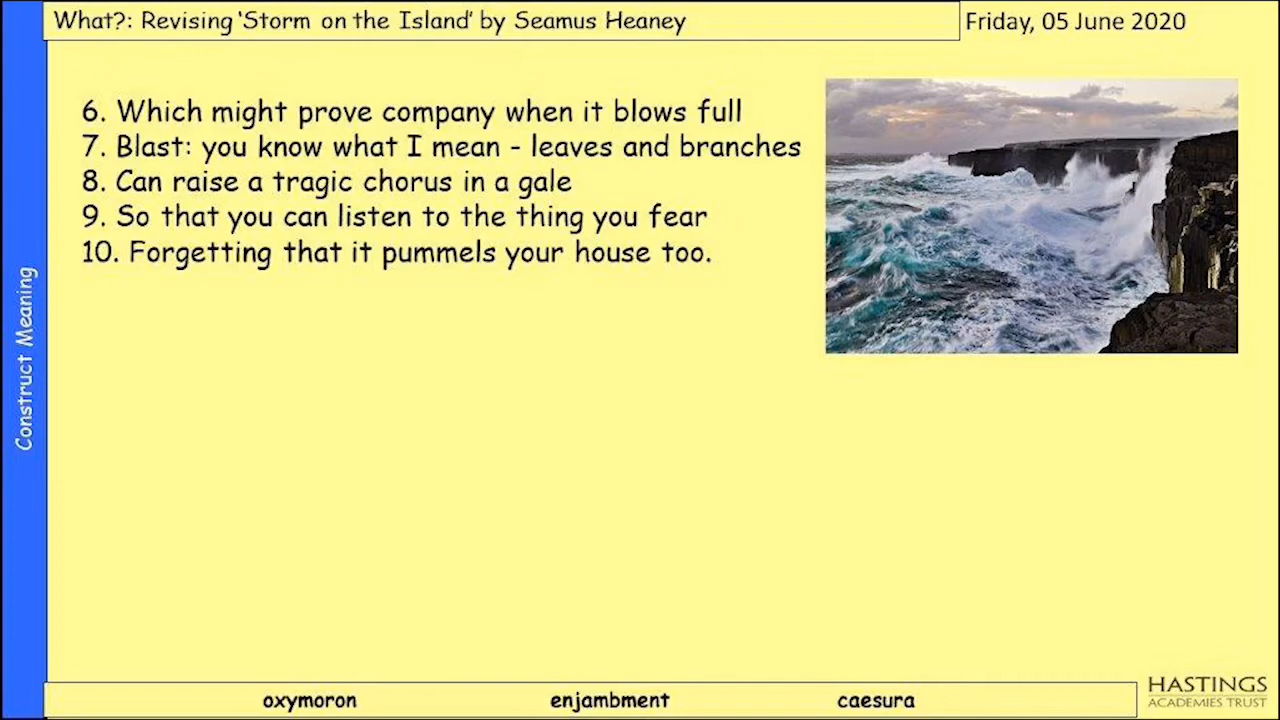 What?: Revising ‘Storm on the Island’ by Seamus Heaney
Friday, 05 June 2020
6. Which might prove company when it blows full
7. Blast: you know what I mean - leaves and branches
8. Can raise a tragic chorus in a gale
9. So that you can listen to the thing you fear
10. Forgetting that it pummels your house too.
Construct Meaning
oxymoron enjambment caesura
HASTINGS
ACADEMIES TRUST